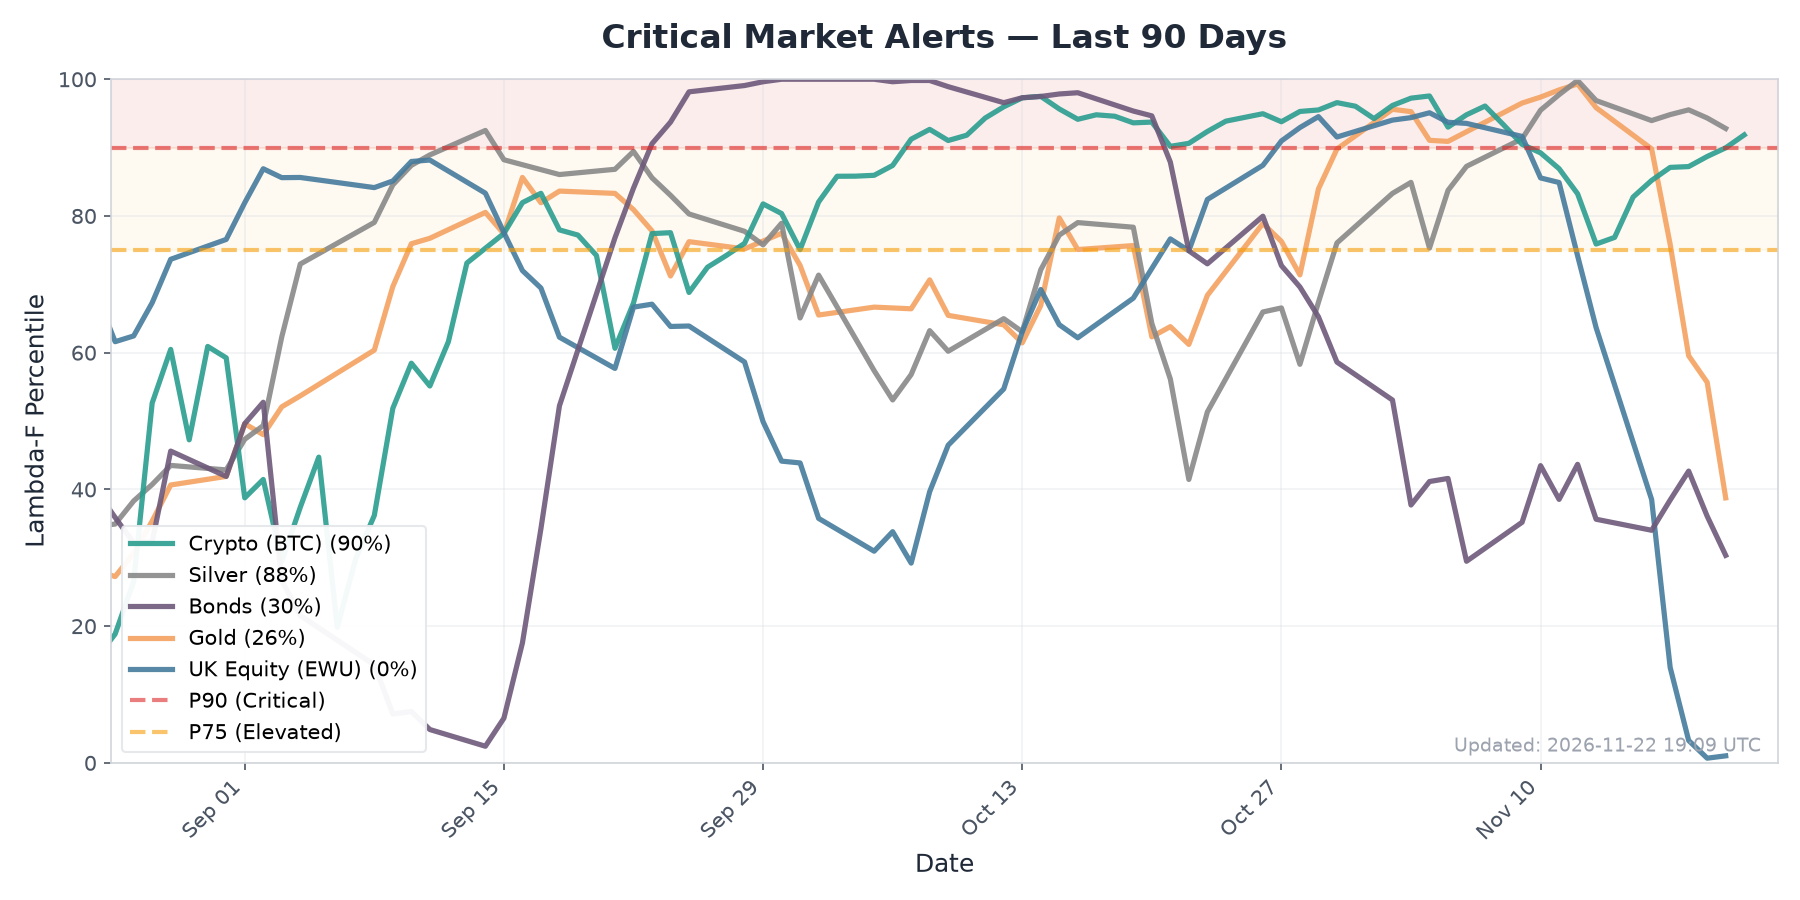 Critical Market Alerts — Last 90 Days
Lambda-F Percentile
100
80
60
40
20
0
Crypto (BTC) (90%)
Silver (88%)
Bonds (30%)
Gold (26%)
UK Equity (EWU) (0%)
P90 (Critical)
P75 (Elevated)
Updated: 2026-11-22 19:09 UTC
Sep 01
Sep 15
Sep 29
Oct 13
Oct 27
Nov 10
Date